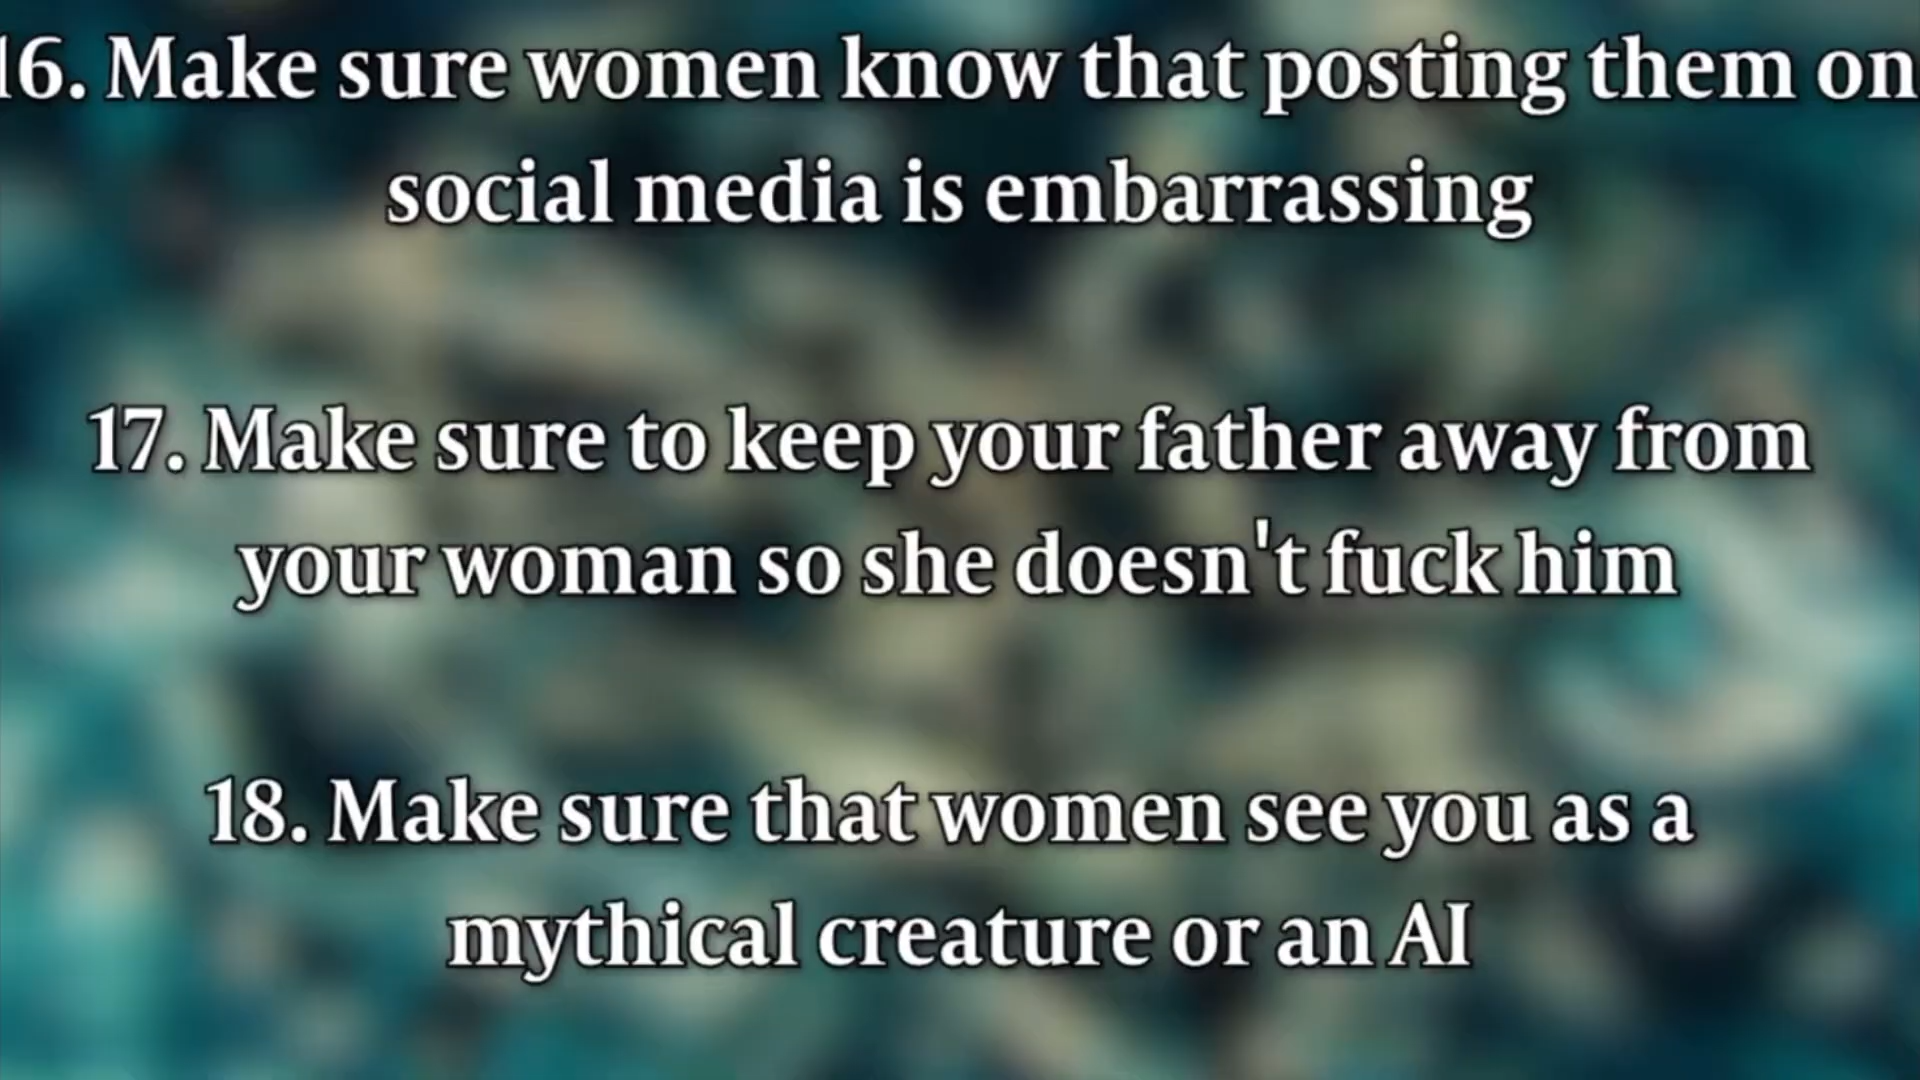 16. Make sure women know that posting them on
social media is embarrassing
17. Make sure to keep your father away from
your woman so she doesn't fuck him
18. Make sure that women see you as a
mythical creature or an AI